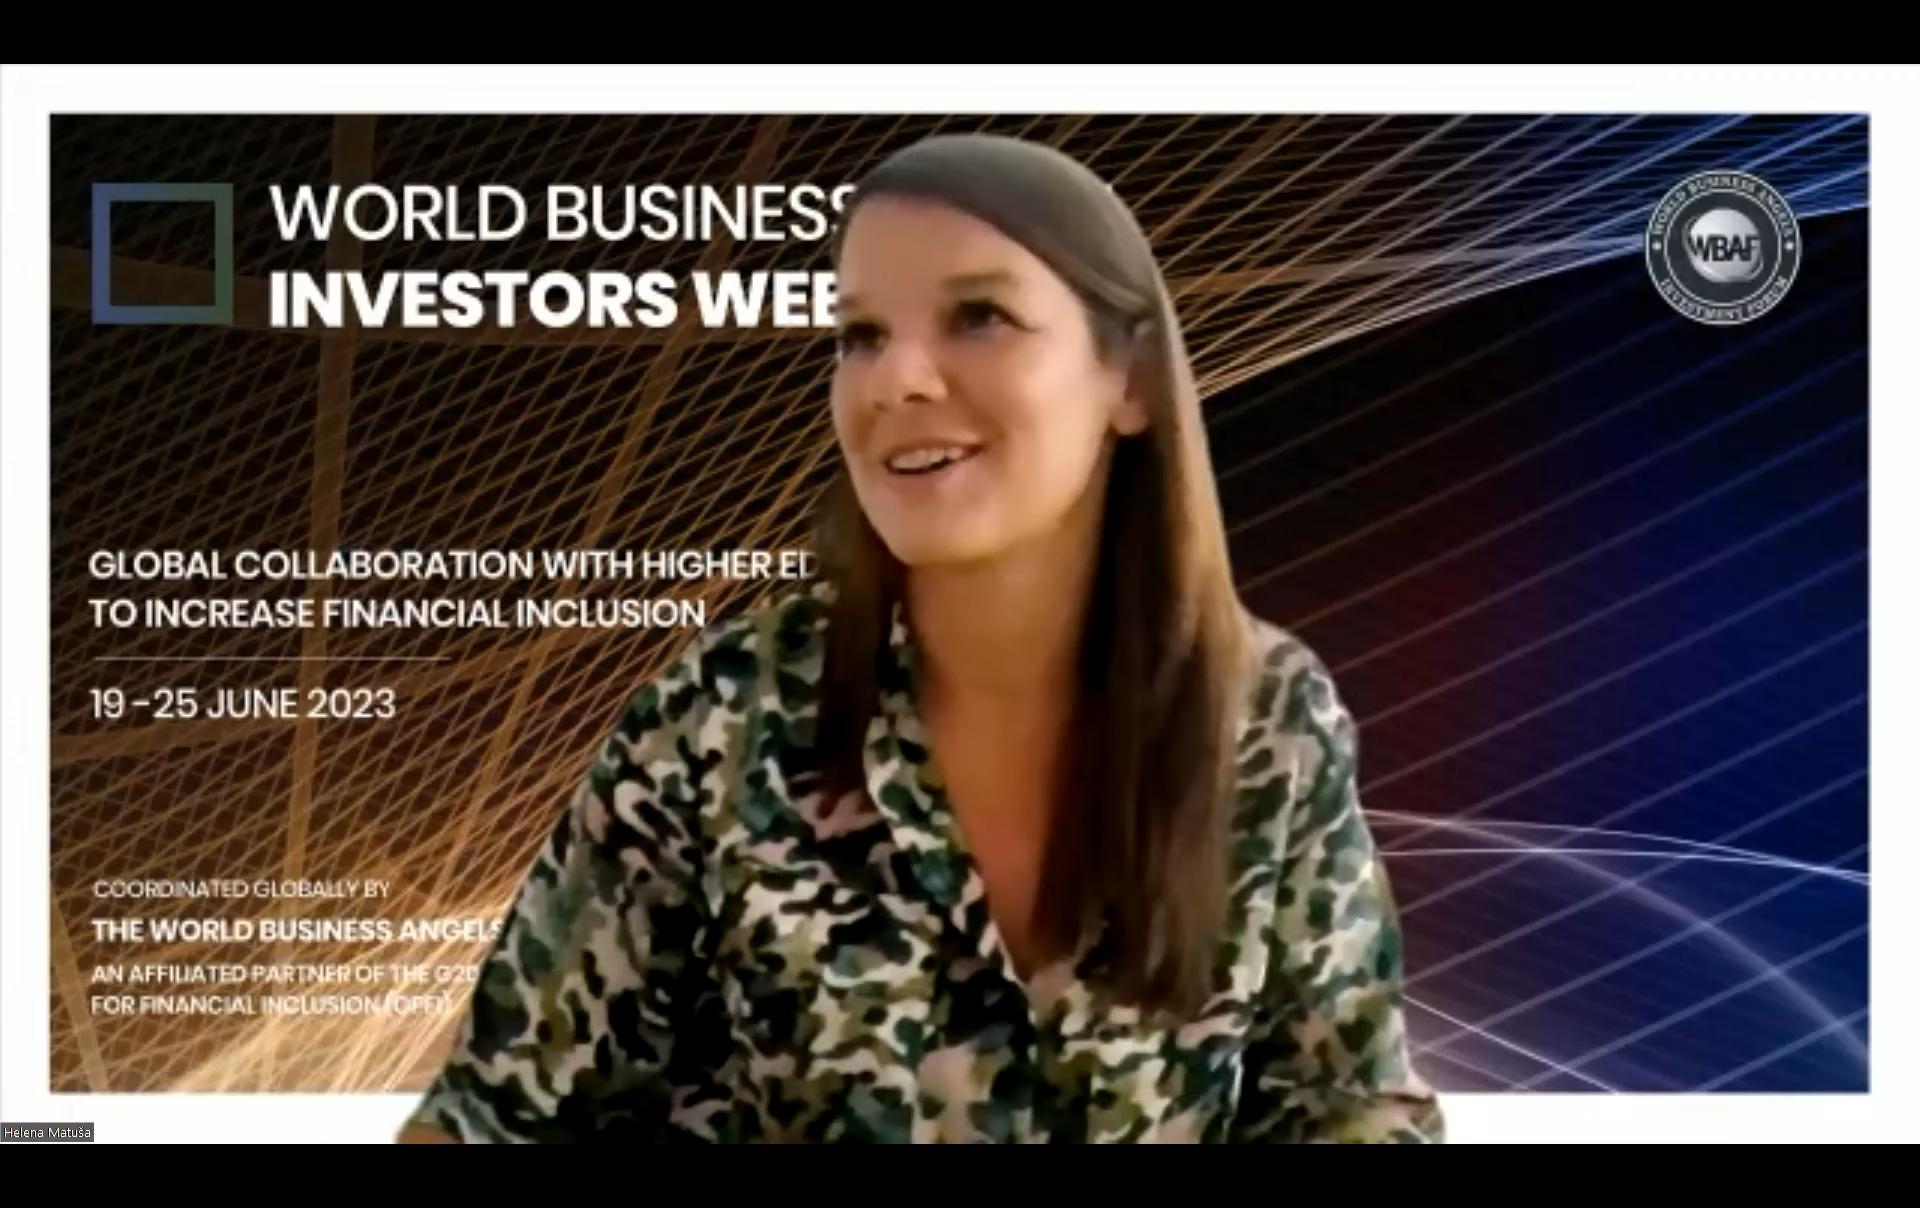 WORLD BUSINESS
INVESTORS WEE
WORLD BUSINESS ANGELS
WBAF
INVESTMENT FORUM
GLOBAL COLLABORATION WITH HIGHER ED
TO INCREASE FINANCIAL INCLUSION
19 - 25 JUNE 2023
COORDINATED GLOBALLY BY
THE WORLD BUSINESS ANGELS
AN AFFILIATED PARTNER OF THE G20
FOR FINANCIAL INCLUSION (GPFI)
Helena Matuša